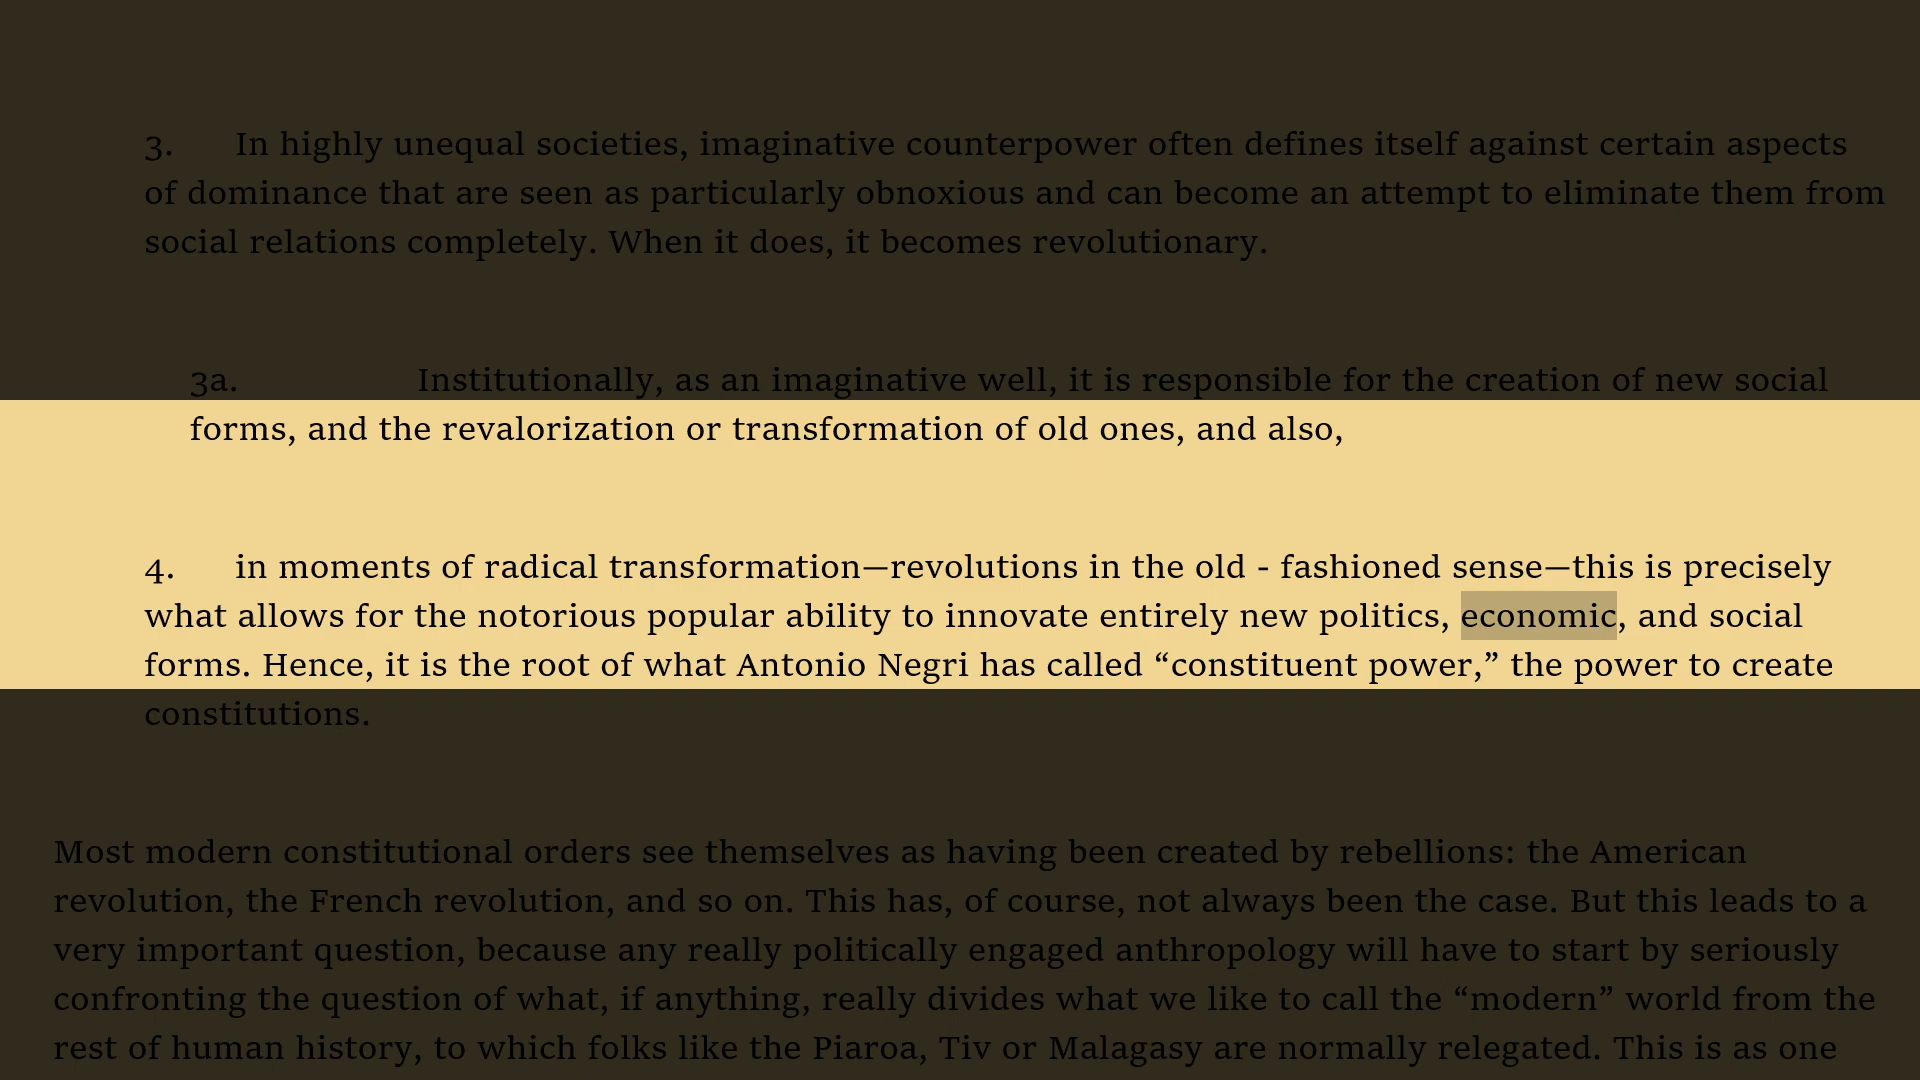 3. In highly unequal societies, imaginative counterpower often defines itself against certain aspects
of dominance that are seen as particularly obnoxious and can become an attempt to eliminate them from
social relations completely. When it does, it becomes revolutionary.
3a. Institutionally, as an imaginative well, it is responsible for the creation of new social
forms, and the revalorization or transformation of old ones, and also,
4. in moments of radical transformation—revolutions in the old - fashioned sense—this is precisely
what allows for the notorious popular ability to innovate entirely new politics, economic, and social
forms. Hence, it is the root of what Antonio Negri has called “constituent power,” the power to create
constitutions.
Most modern constitutional orders see themselves as having been created by rebellions: the American
revolution, the French revolution, and so on. This has, of course, not always been the case. But this leads to a
very important question, because any really politically engaged anthropology will have to start by seriously
confronting the question of what, if anything, really divides what we like to call the “modern” world from the
rest of human history, to which folks like the Piaroa, Tiv or Malagasy are normally relegated. This is as one